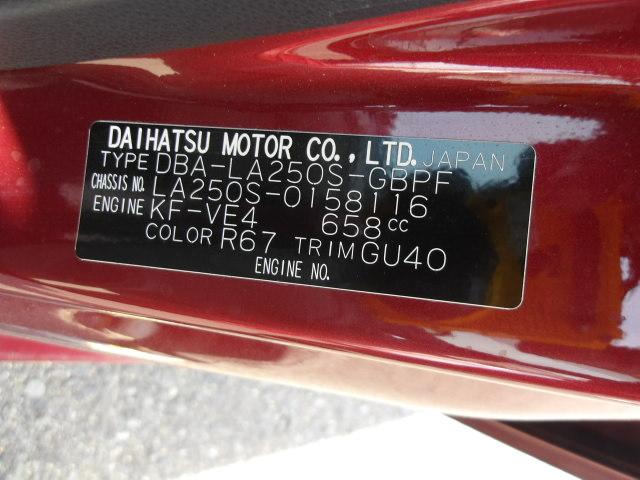 DAIHATSU MOTOR CO., LTD. JAPAN
TYPE DBA-LA250S-GBPF
CHASSIS NO. LA250S-0158116
ENGINE KF-VE4 658cc
COLOR R67 TRIM GU40
ENGINE NO.